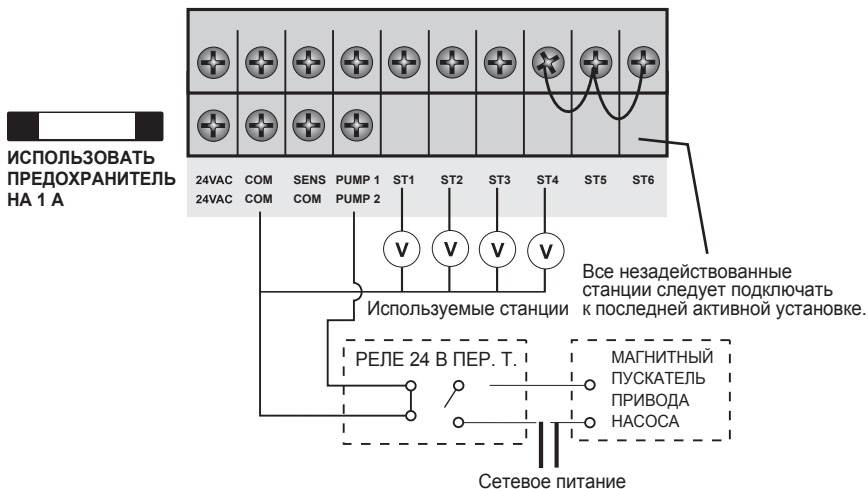 ИСПОЛЬЗОВАТЬ
ПРЕДОХРАНИТЕЛЬ
НА 1 А
24VAC COM SENS PUMP 1 ST1 ST2 ST3 ST4 ST5 ST6
24VAC COM COM PUMP 2
V V V V
Все незадействованные
станции следует подключать
к последней активной установке.
Используемые станции
РЕЛЕ 24 В ПЕР. Т.
МАГНИТНЫЙ
ПУСКАТЕЛЬ
ПРИВОДА
НАСОСА
Сетевое питание